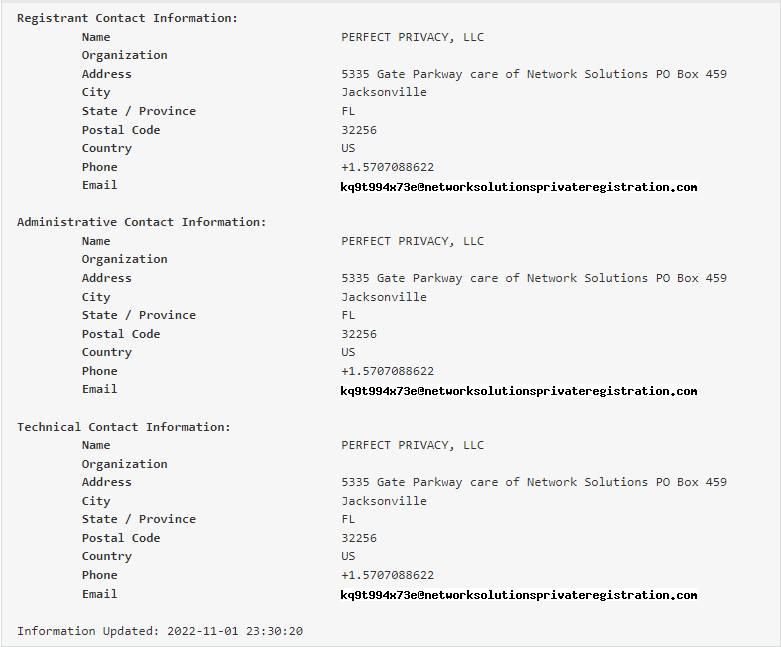 Registrant Contact Information:
Name PERFECT PRIVACY, LLC
Organization
Address 5335 Gate Parkway care of Network Solutions PO Box 459
City Jacksonville
State / Province FL
Postal Code 32256
Country US
Phone +1.5707088622
Email kq9t994x73e@networksolutionsprivateregistration.com
Administrative Contact Information:
Name PERFECT PRIVACY, LLC
Organization
Address 5335 Gate Parkway care of Network Solutions PO Box 459
City Jacksonville
State / Province FL
Postal Code 32256
Country US
Phone +1.5707088622
Email kq9t994x73e@networksolutionsprivateregistration.com
Technical Contact Information:
Name PERFECT PRIVACY, LLC
Organization
Address 5335 Gate Parkway care of Network Solutions PO Box 459
City Jacksonville
State / Province FL
Postal Code 32256
Country US
Phone +1.5707088622
Email kq9t994x73e@networksolutionsprivateregistration.com
Information Updated: 2022-11-01 23:30:20